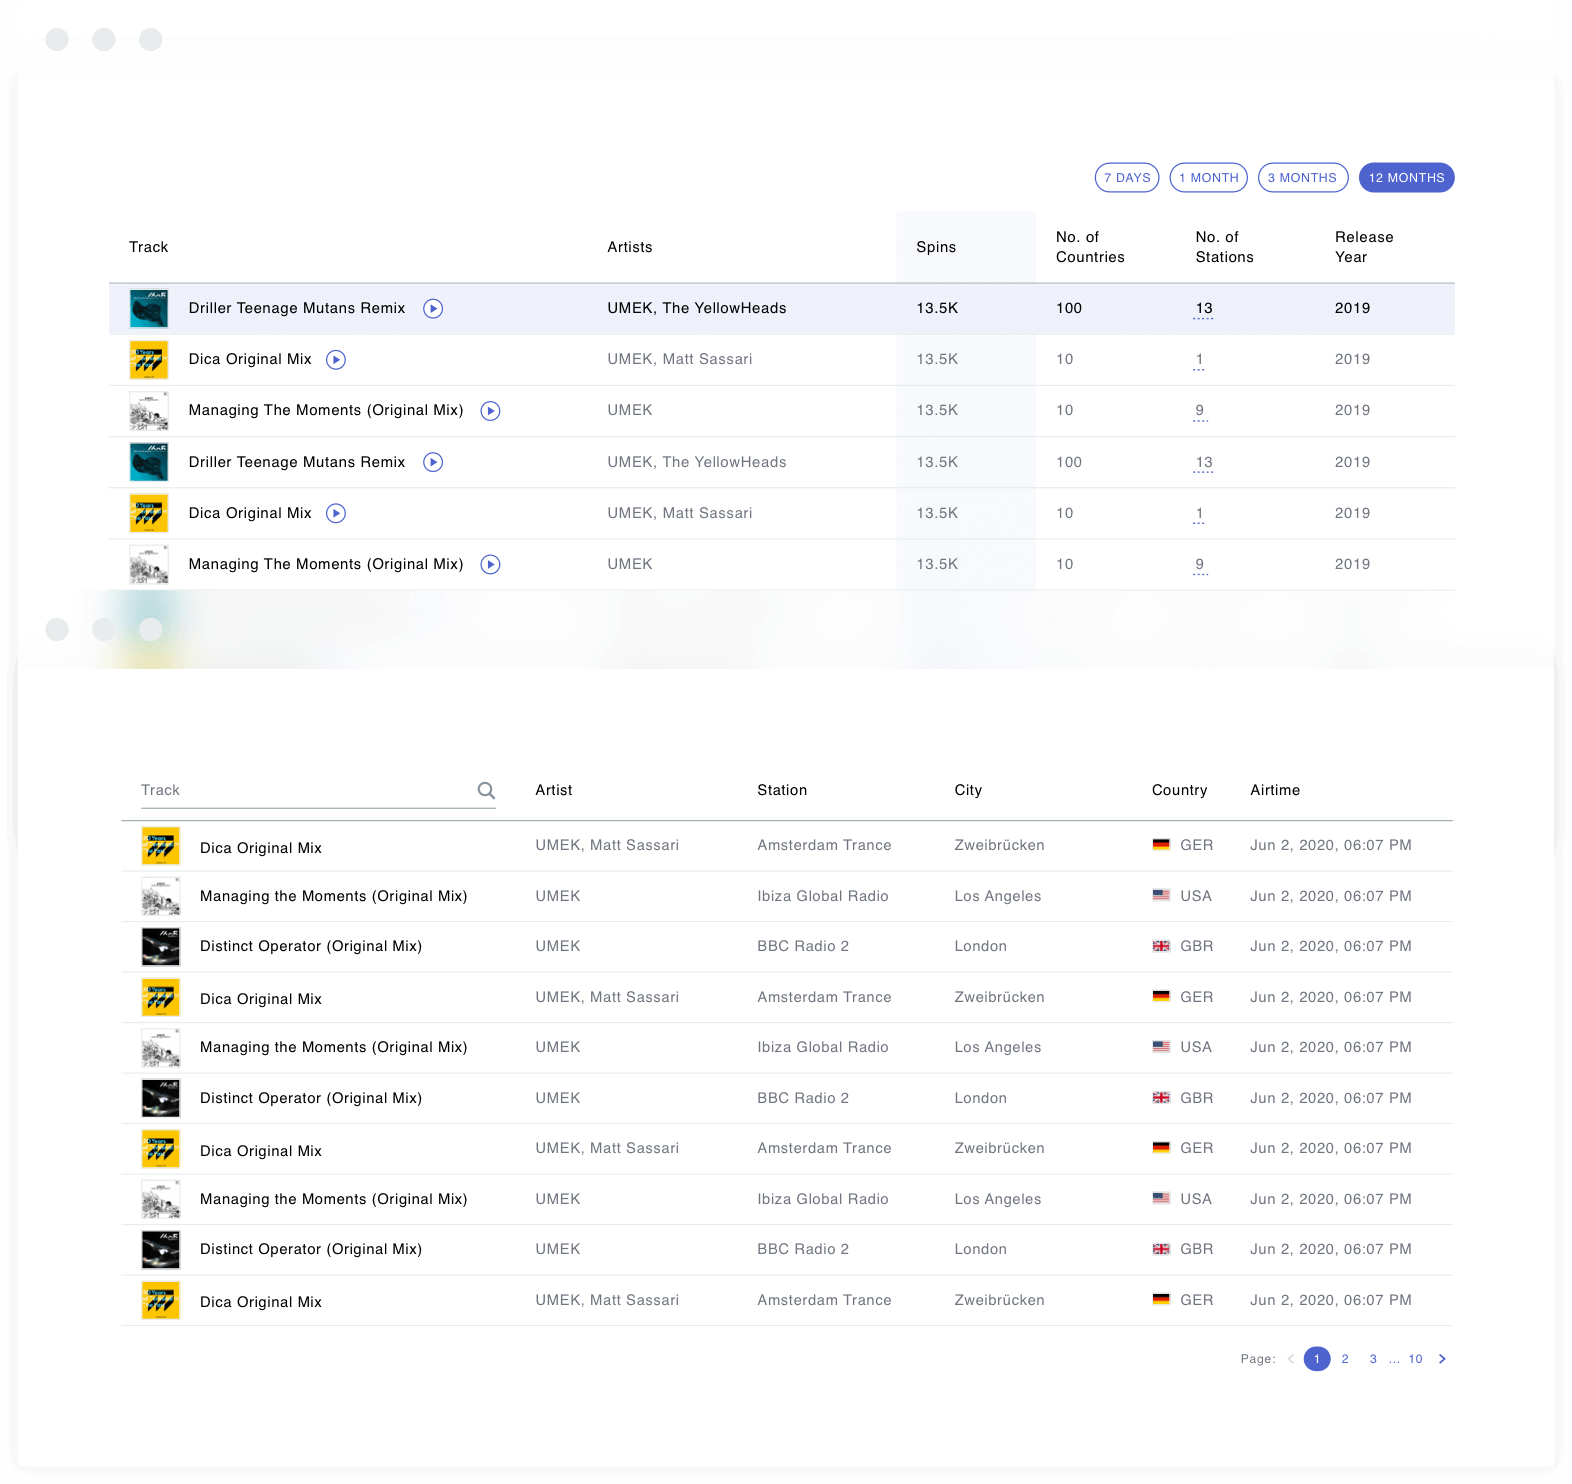 7 DAYS 1 MONTH 3 MONTHS 12 MONTHS
Track Artists Spins No. of Countries No. of Stations Release Year
Driller Teenage Mutans Remix UMEK, The YellowHeads 13.5K 100 13 2019
Dica Original Mix UMEK, Matt Sassari 13.5K 10 1 2019
Managing The Moments (Original Mix) UMEK 13.5K 10 9 2019
Driller Teenage Mutans Remix UMEK, The YellowHeads 13.5K 100 13 2019
Dica Original Mix UMEK, Matt Sassari 13.5K 10 1 2019
Managing The Moments (Original Mix) UMEK 13.5K 10 9 2019
Track Artist Station City Country Airtime
Dica Original Mix UMEK, Matt Sassari Amsterdam Trance Zweibrücken GER Jun 2, 2020, 06:07 PM
Managing the Moments (Original Mix) UMEK Ibiza Global Radio Los Angeles USA Jun 2, 2020, 06:07 PM
Distinct Operator (Original Mix) UMEK BBC Radio 2 London GBR Jun 2, 2020, 06:07 PM
Dica Original Mix UMEK, Matt Sassari Amsterdam Trance Zweibrücken GER Jun 2, 2020, 06:07 PM
Managing the Moments (Original Mix) UMEK Ibiza Global Radio Los Angeles USA Jun 2, 2020, 06:07 PM
Distinct Operator (Original Mix) UMEK BBC Radio 2 London GBR Jun 2, 2020, 06:07 PM
Dica Original Mix UMEK, Matt Sassari Amsterdam Trance Zweibrücken GER Jun 2, 2020, 06:07 PM
Managing the Moments (Original Mix) UMEK Ibiza Global Radio Los Angeles USA Jun 2, 2020, 06:07 PM
Distinct Operator (Original Mix) UMEK BBC Radio 2 London GBR Jun 2, 2020, 06:07 PM
Dica Original Mix UMEK, Matt Sassari Amsterdam Trance Zweibrücken GER Jun 2, 2020, 06:07 PM
Page: < 1 2 3 ... 10 >